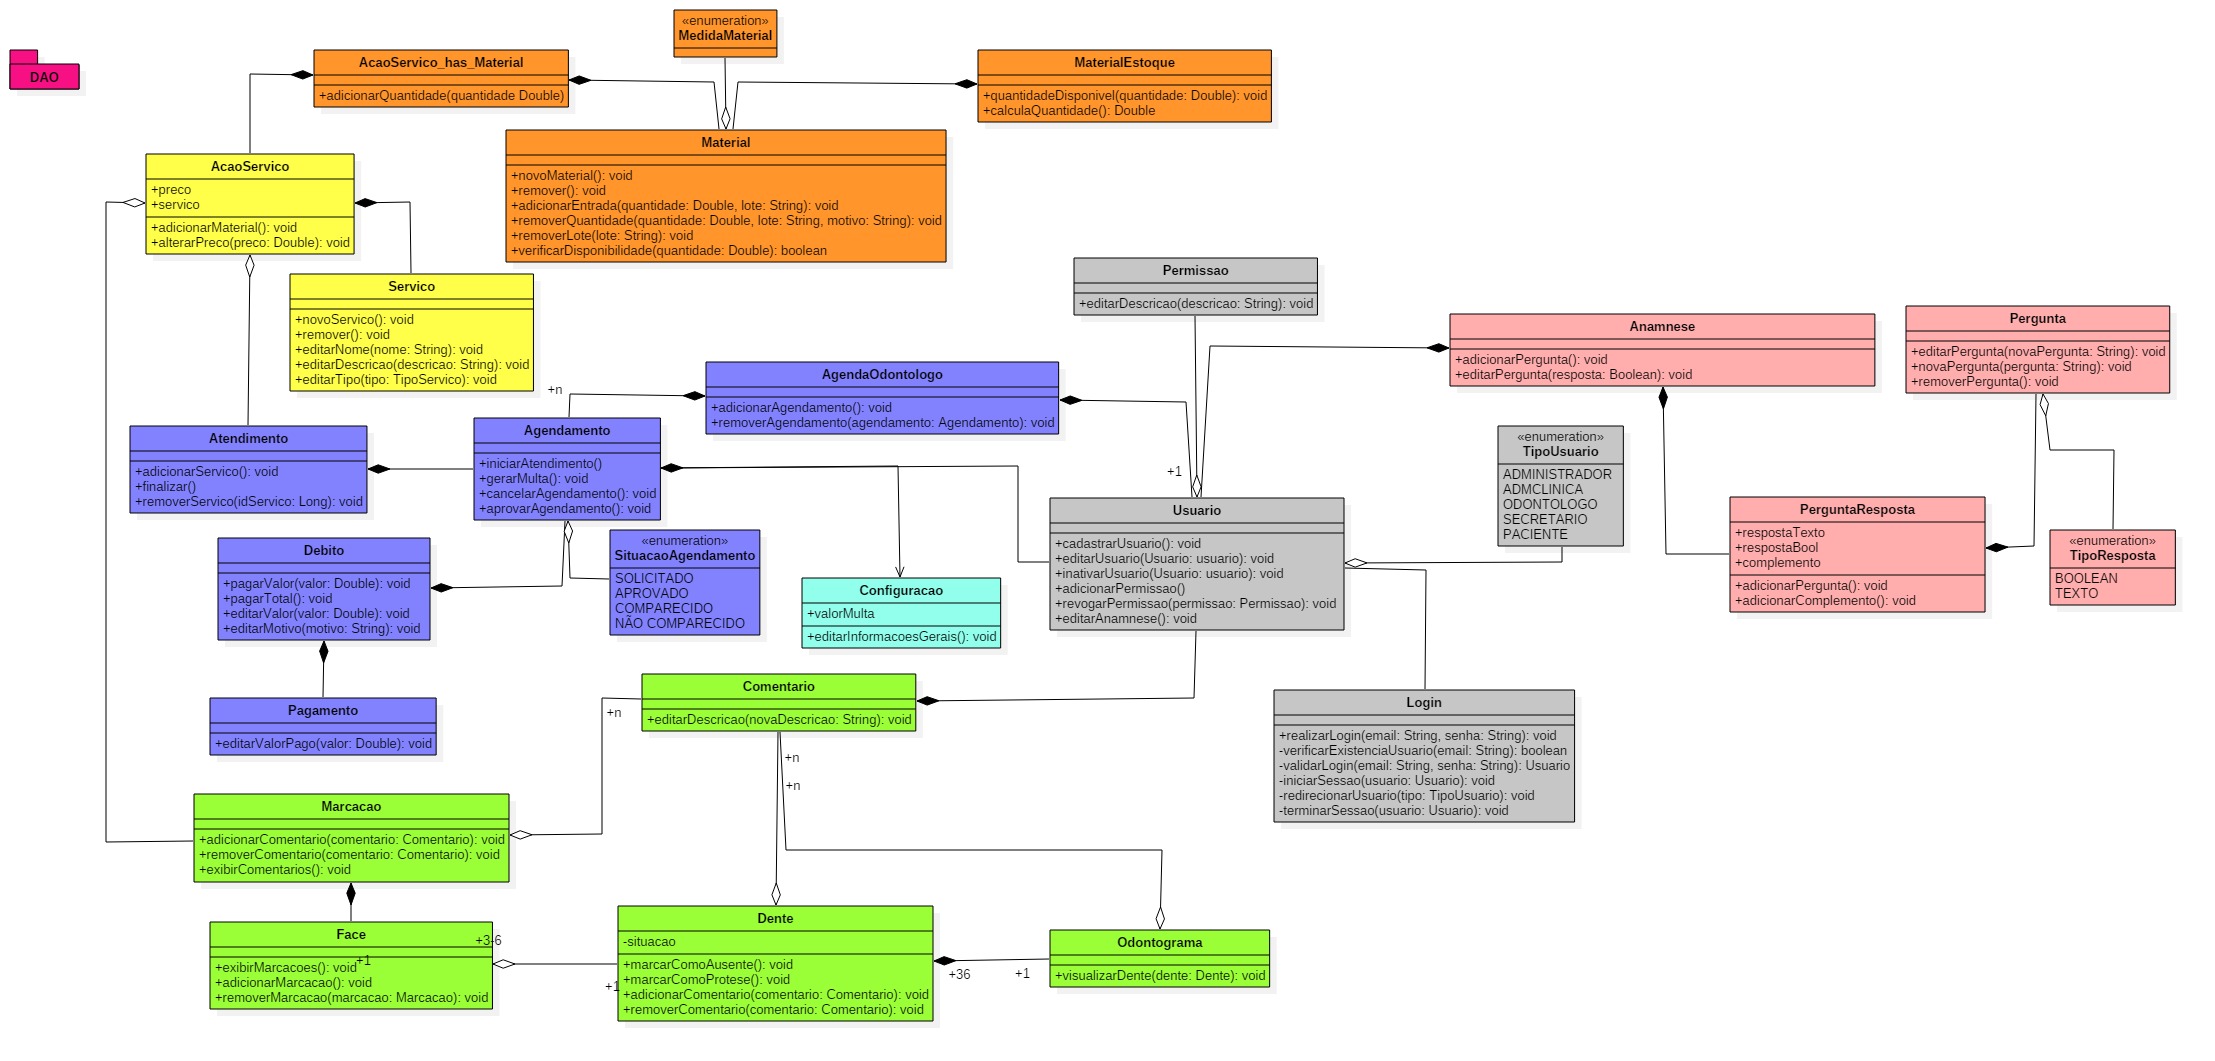 DAO
AcaoServico_has_Material
+adicionarQuantidade(quantidade Double)
«enumeration»
MedidaMaterial
MaterialEstoque
+quantidadeDisponivel(quantidade: Double): void
+calculaQuantidade(): Double
Material
+novoMaterial(): void
+remover(): void
+adicionarEntrada(quantidade: Double, lote: String): void
+removerQuantidade(quantidade: Double, lote: String, motivo: String): void
+removerLote(lote: String): void
+verificarDisponibilidade(quantidade: Double): boolean
AcaoServico
+preco
+servico
+adicionarMaterial(): void
+alterarPreco(preco: Double): void
Servico
+novoServico(): void
+remover(): void
+editarNome(nome: String): void
+editarDescricao(descricao: String): void
+editarTipo(tipo: TipoServico): void
Permissao
+editarDescricao(descricao: String): void
Anamnese
+adicionarPergunta(): void
+editarPergunta(resposta: Boolean): void
Pergunta
+editarPergunta(novaPergunta: String): void
+novaPergunta(pergunta: String): void
+removerPergunta(): void
+n
AgendaOdontologo
+adicionarAgendamento(): void
+removerAgendamento(agendamento: Agendamento): void
Atendimento
+adicionarServico(): void
+finalizar()
+removerServico(idServico: Long): void
Agendamento
+iniciarAtendimento()
+gerarMulta(): void
+cancelarAgendamento(): void
+aprovarAgendamento(): void
+1
«enumeration»
TipoUsuario
ADMINISTRADOR
ADMCLINICA
ODONTOLOGO
SECRETARIO
PACIENTE
Usuario
+cadastrarUsuario(): void
+editarUsuario(Usuario: usuario): void
+inativarUsuario(Usuario: usuario): void
+adicionarPermissao()
+revogarPermissao(permissao: Permissao): void
+editarAnamnese(): void
PerguntaResposta
+respostaTexto
+respostaBool
+complemento
+adicionarPergunta(): void
+adicionarComplemento(): void
«enumeration»
TipoResposta
BOOLEAN
TEXTO
Debito
+pagarValor(valor: Double): void
+pagarTotal(): void
+editarValor(valor: Double): void
+editarMotivo(motivo: String): void
«enumeration»
SituacaoAgendamento
SOLICITADO
APROVADO
COMPARECIDO
NÃO COMPARECIDO
Configuracao
+valorMulta
+editarInformacoesGerais(): void
Pagamento
+editarValorPago(valor: Double): void
Comentario
+editarDescricao(novaDescricao: String): void
+n
+n
+n
Login
+realizarLogin(email: String, senha: String): void
-verificarExistenciaUsuario(email: String): boolean
-validarLogin(email: String, senha: String): Usuario
-iniciarSessao(usuario: Usuario): void
-redirecionarUsuario(tipo: TipoUsuario): void
-terminarSessao(usuario: Usuario): void
Marcacao
+adicionarComentario(comentario: Comentario): void
+removerComentario(comentario: Comentario): void
+exibirComentarios(): void
Face
+3-6
+1
+exibirMarcacoes(): void
+adicionarMarcacao(): void
+removerMarcacao(marcacao: Marcacao): void
+1
Dente
-situacao
+marcarComoAusente(): void
+marcarComoProtese(): void
+adicionarComentario(comentario: Comentario): void
+removerComentario(comentario: Comentario): void
+36
+1
Odontograma
+visualizarDente(dente: Dente): void